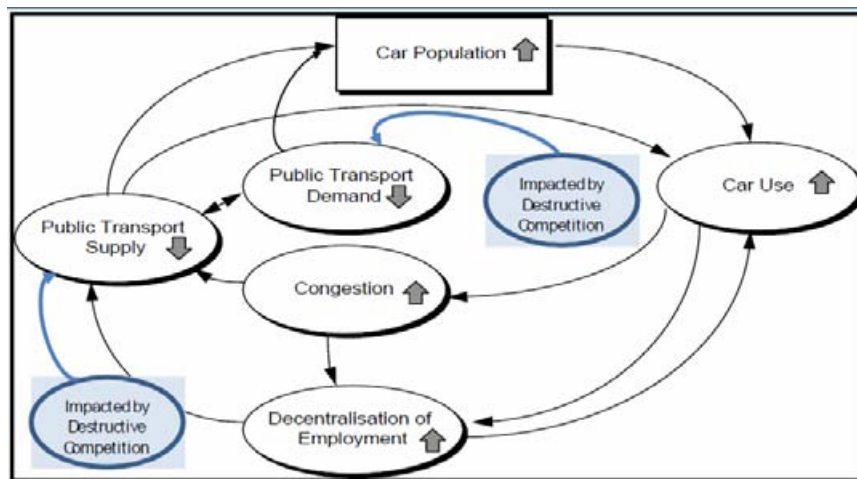 Car Population
Public Transport
Demand
Impacted by
Destructive
Competition
Car Use
Public Transport
Supply
Congestion
Impacted by
Destructive
Competition
Decentralisation of
Employment